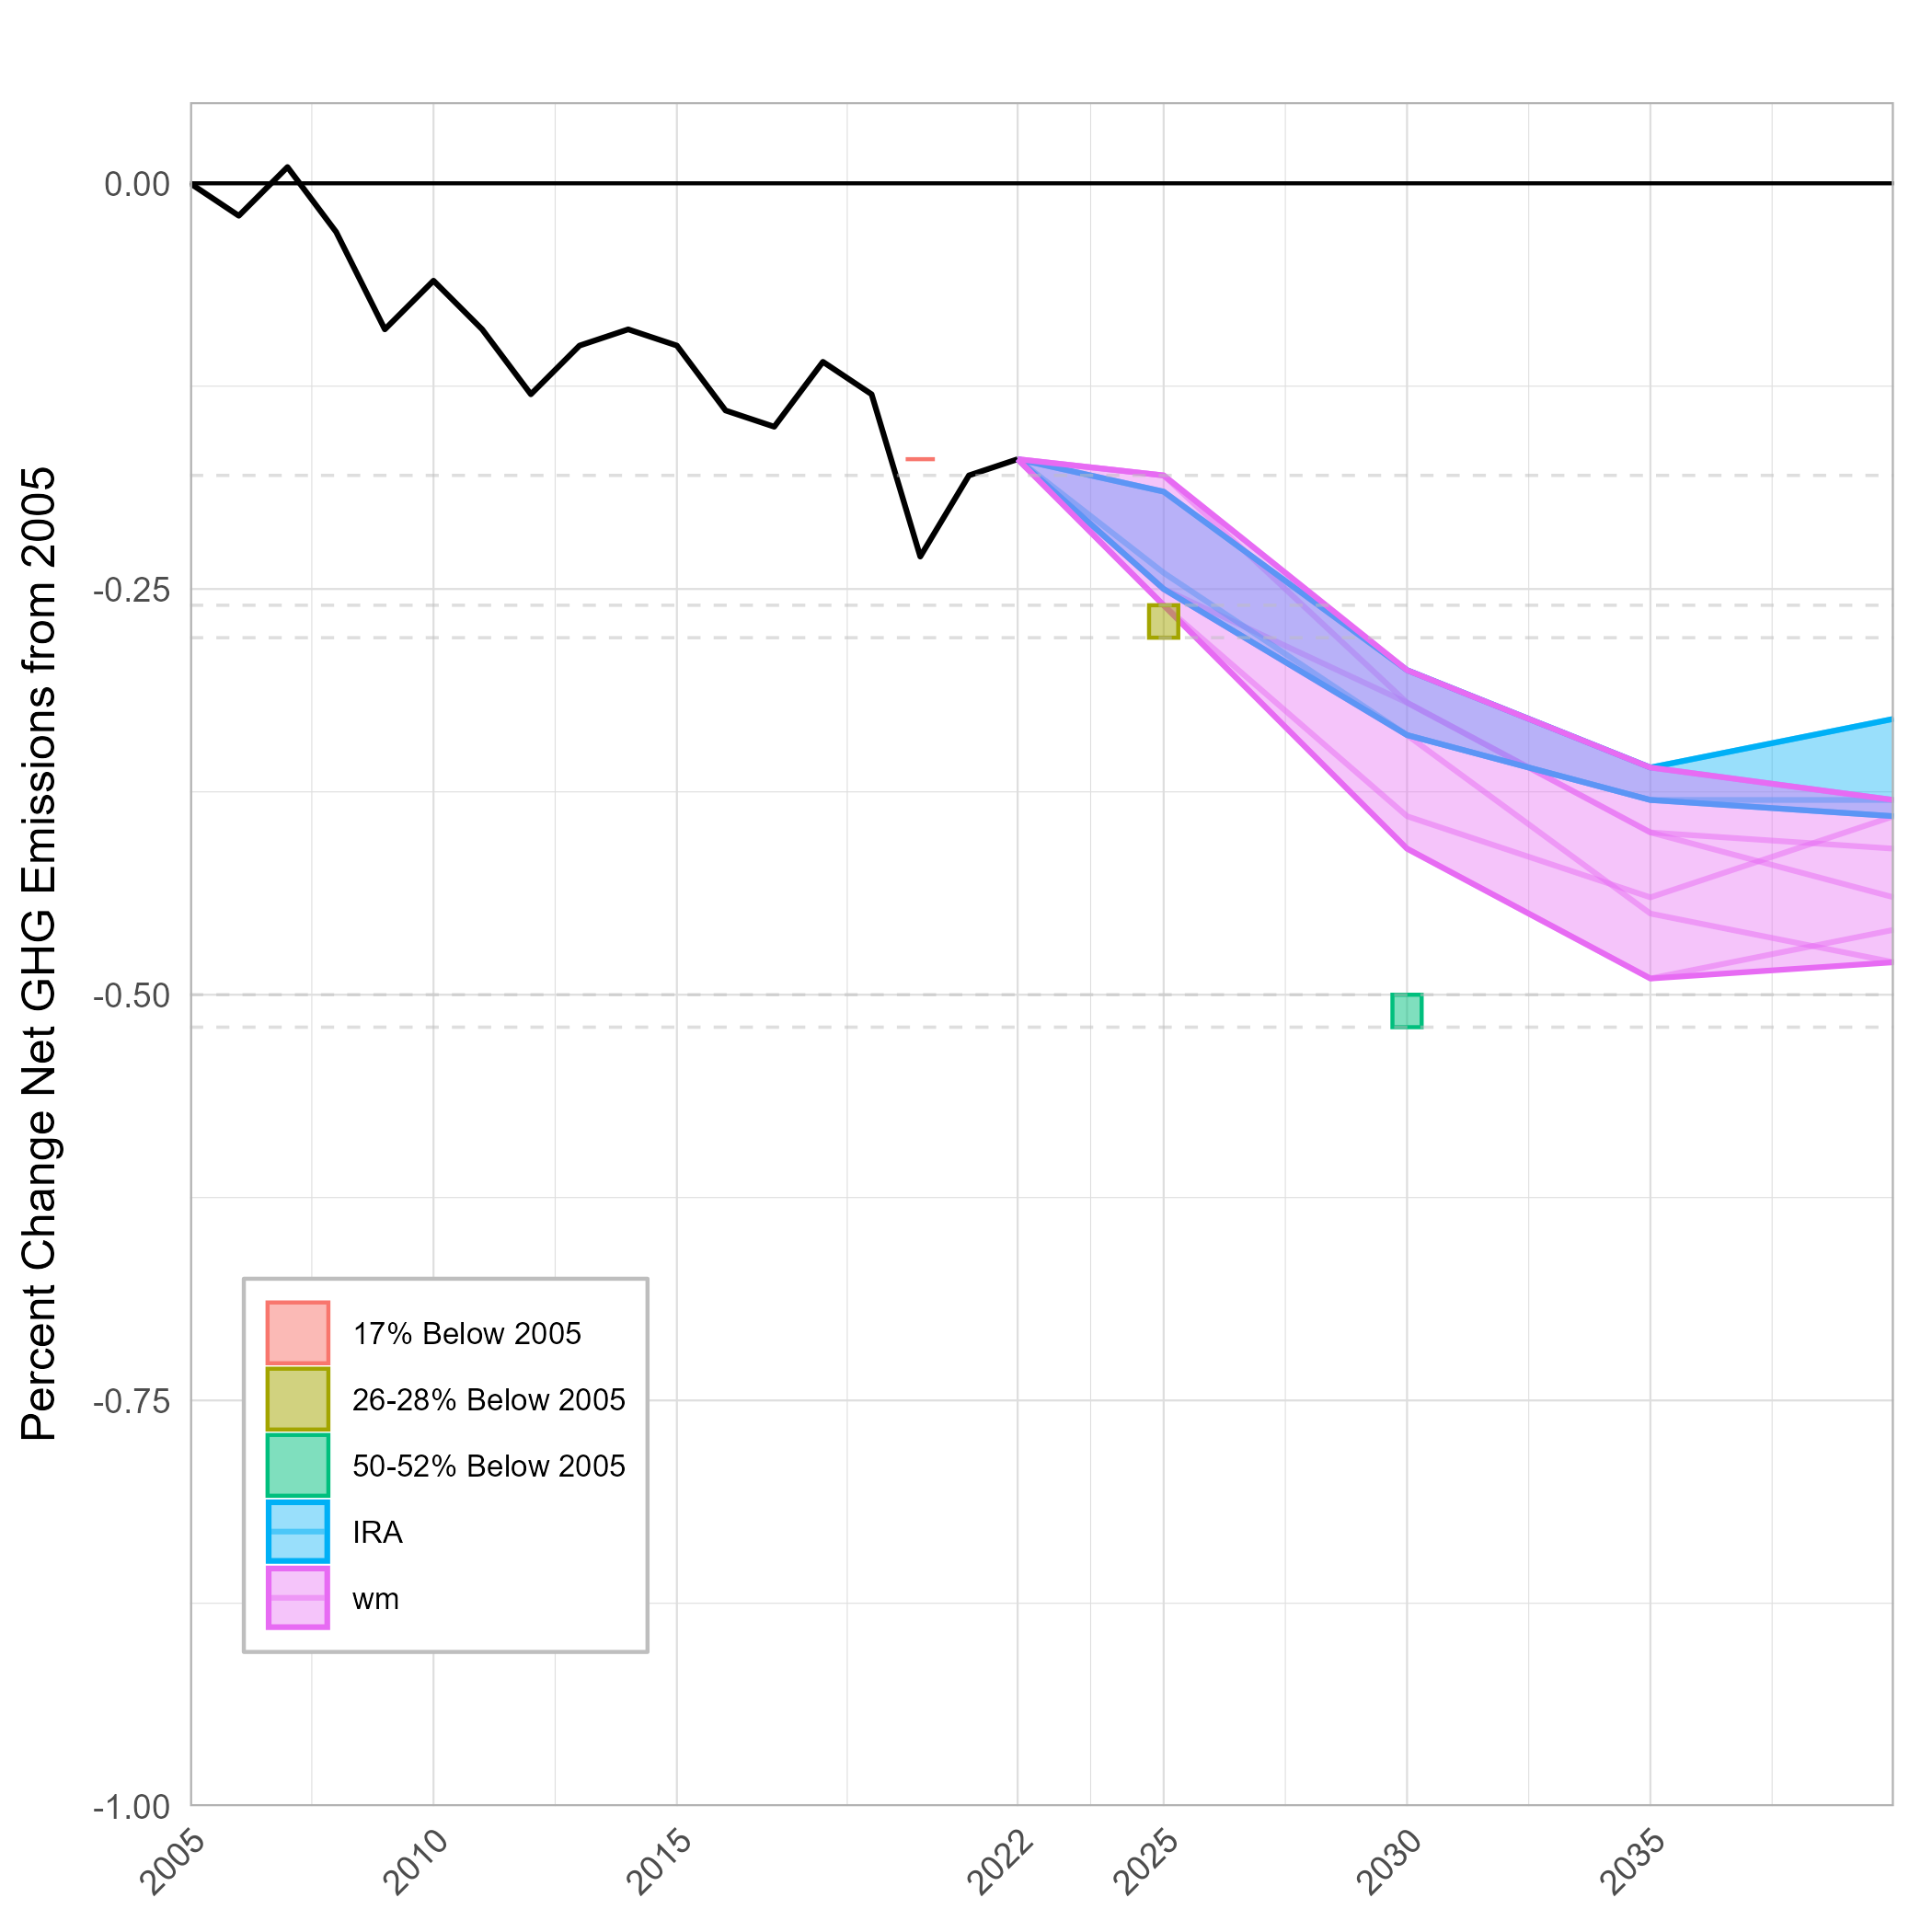 Percent Change Net GHG Emissions from 2005
0.00
-0.25
-0.50
-0.75
-1.00
17% Below 2005
26-28% Below 2005
50-52% Below 2005
IRA
wm
2005
2010
2015
2022
2025
2030
2035